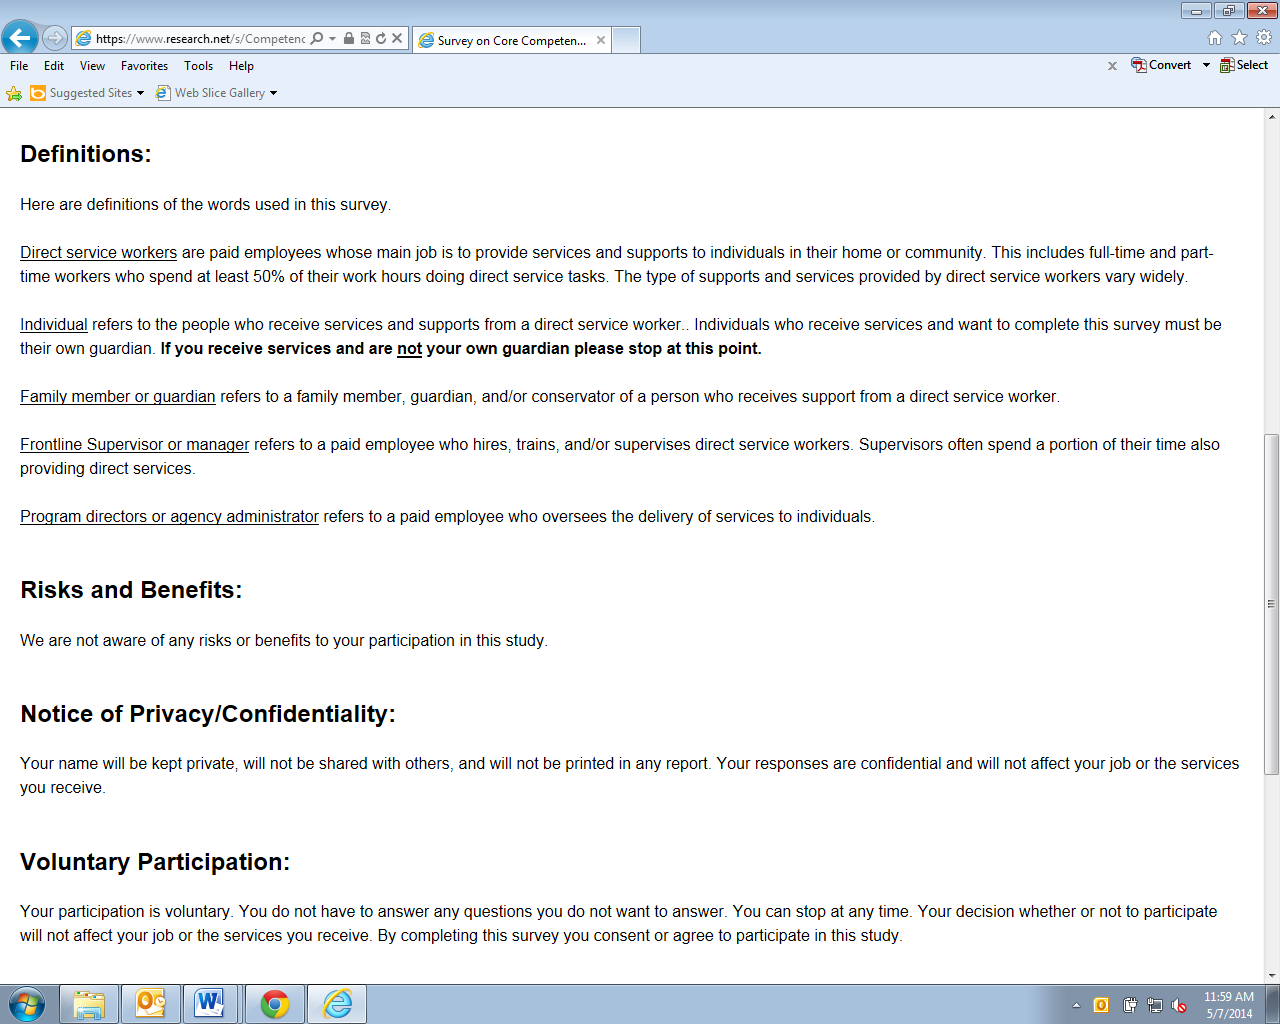 https://www.research.net/s/Competenc
Survey on Core Competen...
File Edit View Favorites Tools Help
x Convert Select
Suggested Sites Web Slice Gallery
Definitions:
Here are definitions of the words used in this survey.
Direct service workers are paid employees whose main job is to provide services and supports to individuals in their home or community. This includes full-time and part-
time workers who spend at least 50% of their work hours doing direct service tasks. The type of supports and services provided by direct service workers vary widely.
Individual refers to the people who receive services and supports from a direct service worker.. Individuals who receive services and want to complete this survey must be
their own guardian. If you receive services and are not your own guardian please stop at this point.
Family member or guardian refers to a family member, guardian, and/or conservator of a person who receives support from a direct service worker.
Frontline Supervisor or manager refers to a paid employee who hires, trains, and/or supervises direct service workers. Supervisors often spend a portion of their time also
providing direct services.
Program directors or agency administrator refers to a paid employee who oversees the delivery of services to individuals.
Risks and Benefits:
We are not aware of any risks or benefits to your participation in this study.
Notice of Privacy/Confidentiality:
Your name will be kept private, will not be shared with others, and will not be printed in any report. Your responses are confidential and will not affect your job or the services
you receive.
Voluntary Participation:
Your participation is voluntary. You do not have to answer any questions you do not want to answer. You can stop at any time. Your decision whether or not to participate
will not affect your job or the services you receive. By completing this survey you consent or agree to participate in this study.
11:59 AM
5/7/2014